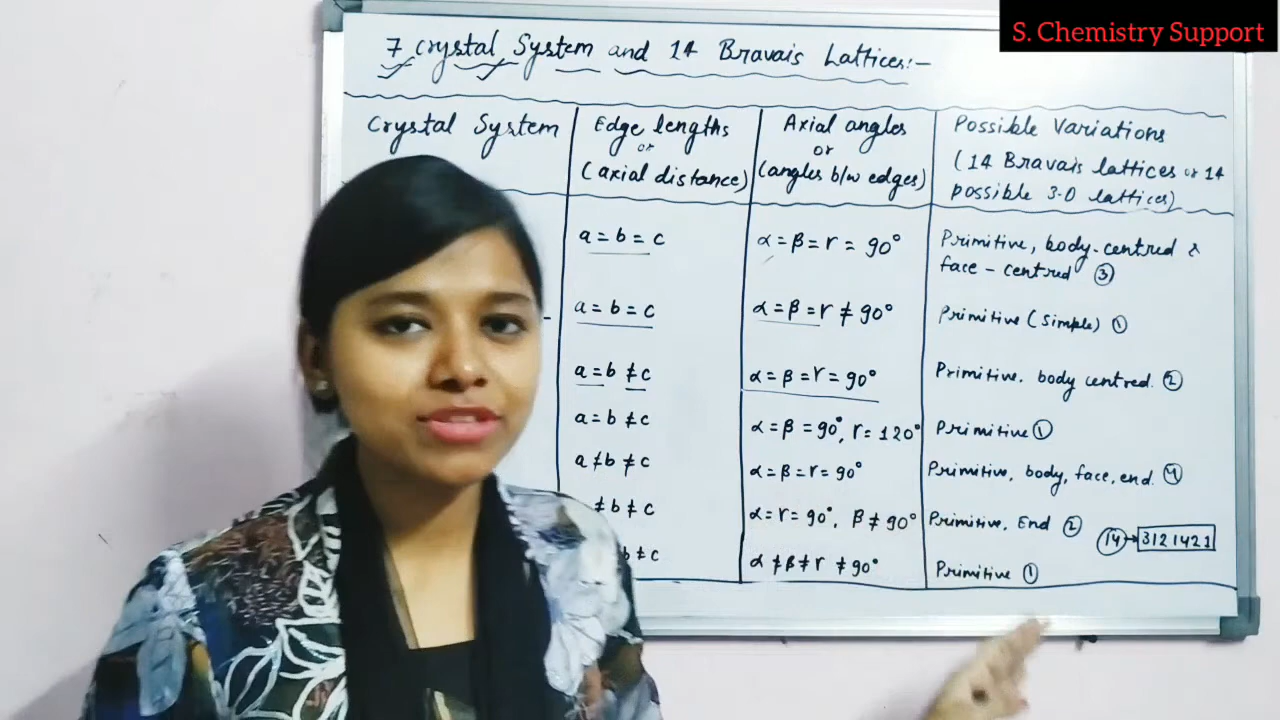 S. Chemistry Support
7 Crystal System and 14 Bravais Lattices:-
Crystal System
Edge lengths
or
(axial distance)
Axial angles
or
(angles b/w edges)
Possible Variations
(14 Bravais lattices or 14
possible 3-D lattices)
a = b = c
α = β = r = 90°
Primitive, body-centred &
face-centred ③
a = b = c
α = β = r ≠ 90°
Primitive (Simple) ①
a = b ≠ c
α = β = r = 90°
Primitive. body centred. ②
a = b ≠ c
α = β = 90°, r = 120°
Primitive ①
a ≠ b ≠ c
α = β = r = 90°
Primitive, body, face, end. ④
≠ b ≠ c
α = r = 90°, β ≠ 90°
Primitive, End ②
14 → 3121421
b ≠ c
α ≠ β ≠ r ≠ 90°
Primitive ①